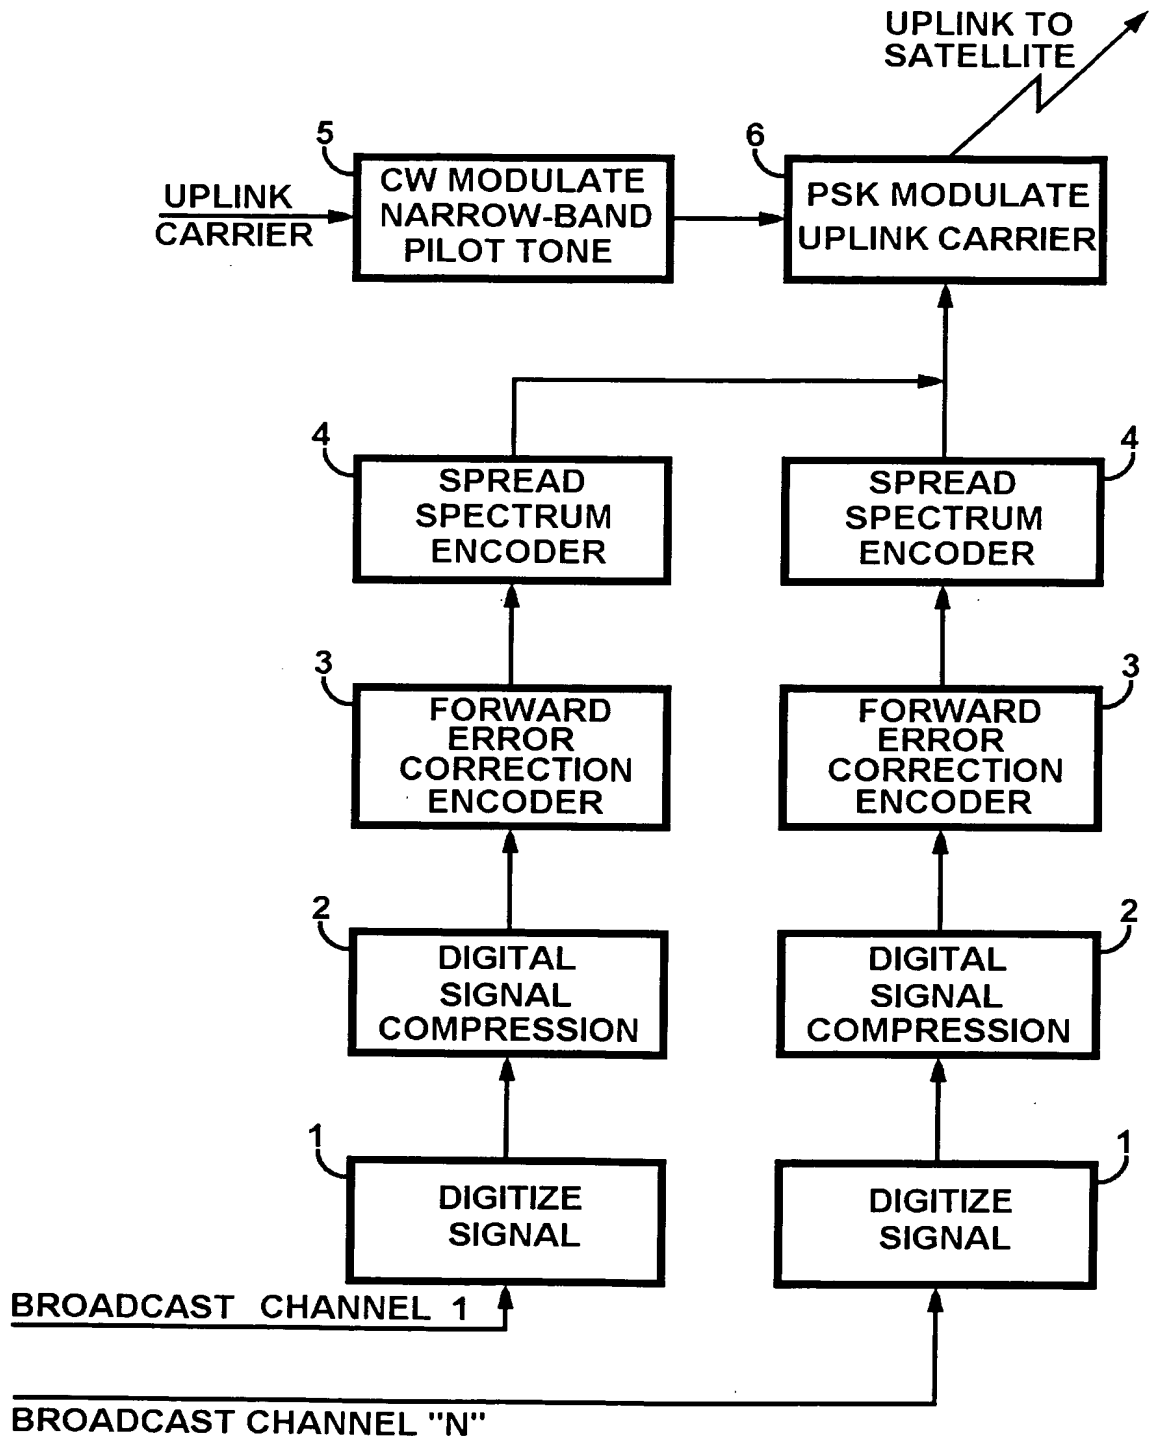 UPLINK TO
SATELLITE
5
6
UPLINK
CARRIER
CW MODULATE
NARROW-BAND
PILOT TONE
PSK MODULATE
UPLINK CARRIER
4
4
SPREAD
SPECTRUM
ENCODER
SPREAD
SPECTRUM
ENCODER
3
3
FORWARD
ERROR
CORRECTION
ENCODER
FORWARD
ERROR
CORRECTION
ENCODER
2
2
DIGITAL
SIGNAL
COMPRESSION
DIGITAL
SIGNAL
COMPRESSION
1
1
DIGITIZE
SIGNAL
DIGITIZE
SIGNAL
BROADCAST CHANNEL 1
BROADCAST CHANNEL "N"